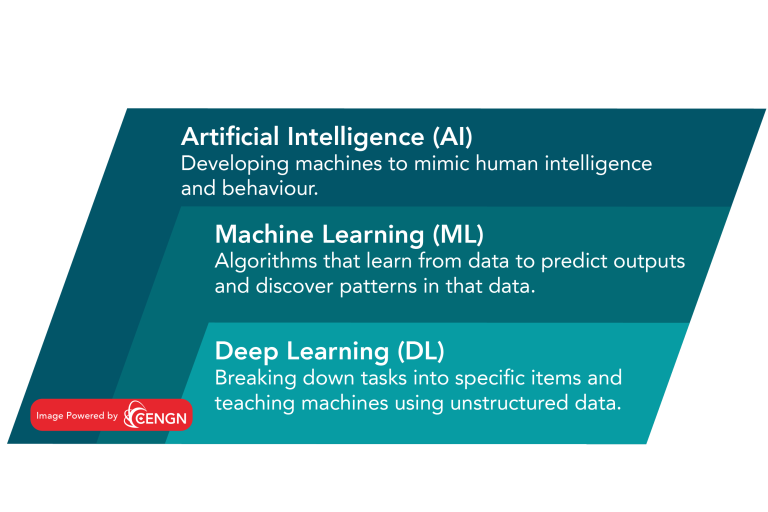 Artificial Intelligence (AI)
Developing machines to mimic human intelligence
and behaviour.
Machine Learning (ML)
Algorithms that learn from data to predict outputs
and discover patterns in that data.
Deep Learning (DL)
Breaking down tasks into specific items and
teaching machines using unstructured data.
Image Powered by CENGN